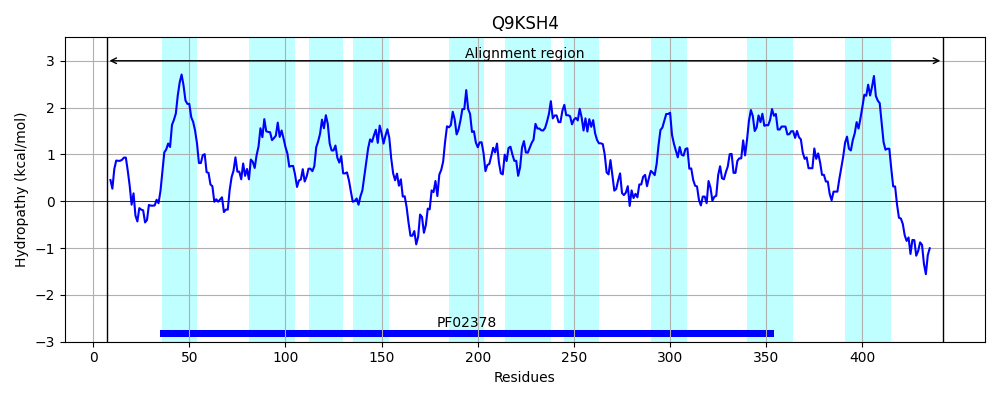 Q9KSH4
Alignment region
3
2
1
0
−1
−2
−3
Hydropathy (kcal/mol)
PF02378
0 50 100 150 200 250 300 350 400
Residues